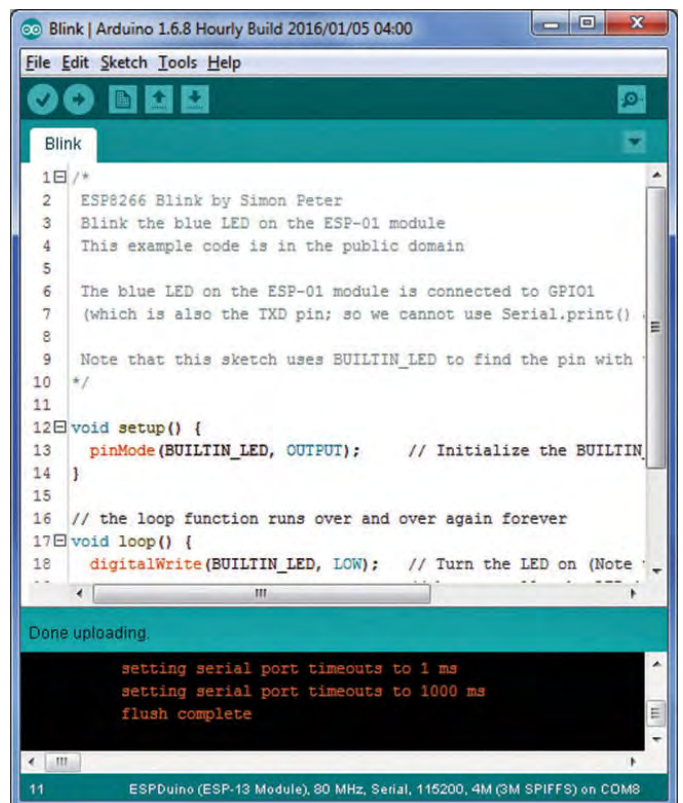 Blink | Arduino 1.6.8 Hourly Build 2016/01/05 04:00
File Edit Sketch Tools Help
Blink
1 /*
2 ESP8266 Blink by Simon Peter
3 Blink the blue LED on the ESP-01 module
4 This example code is in the public domain
5
6 The blue LED on the ESP-01 module is connected to GPIO1
7 (which is also the TXD pin; so we cannot use Serial.print()
8
9 Note that this sketch uses BUILTIN_LED to find the pin with
10 */
11
12 void setup() {
13 pinMode(BUILTIN_LED, OUTPUT); // Initialize the BUILTIN_
14 }
15
16 // the loop function runs over and over again forever
17 void loop() {
18 digitalWrite(BUILTIN_LED, LOW); // Turn the LED on (Note
Done uploading.
setting serial port timeouts to 1 ms
setting serial port timeouts to 1000 ms
flush complete
11 ESPDuino (ESP-13 Module), 80 MHz, Serial, 115200, 4M (3M SPIFFS) on COM8